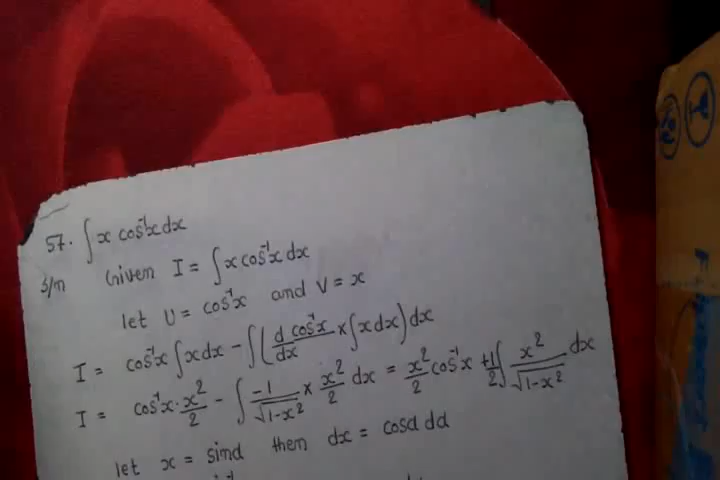 57. ∫ x cos⁻¹x dx
S/n Given I = ∫ x cos⁻¹x dx
let U = cos⁻¹x and V = x
I = cos⁻¹x ∫ x dx − ∫ (d/dx cos⁻¹x × ∫ x dx) dx
I = cos⁻¹x · x²/2 − ∫ −1/√(1−x²) × x²/2 dx = x²/2 cos⁻¹x + 1/2 ∫ x²/√(1−x²) dx
let x = sinα then dx = cosα dα